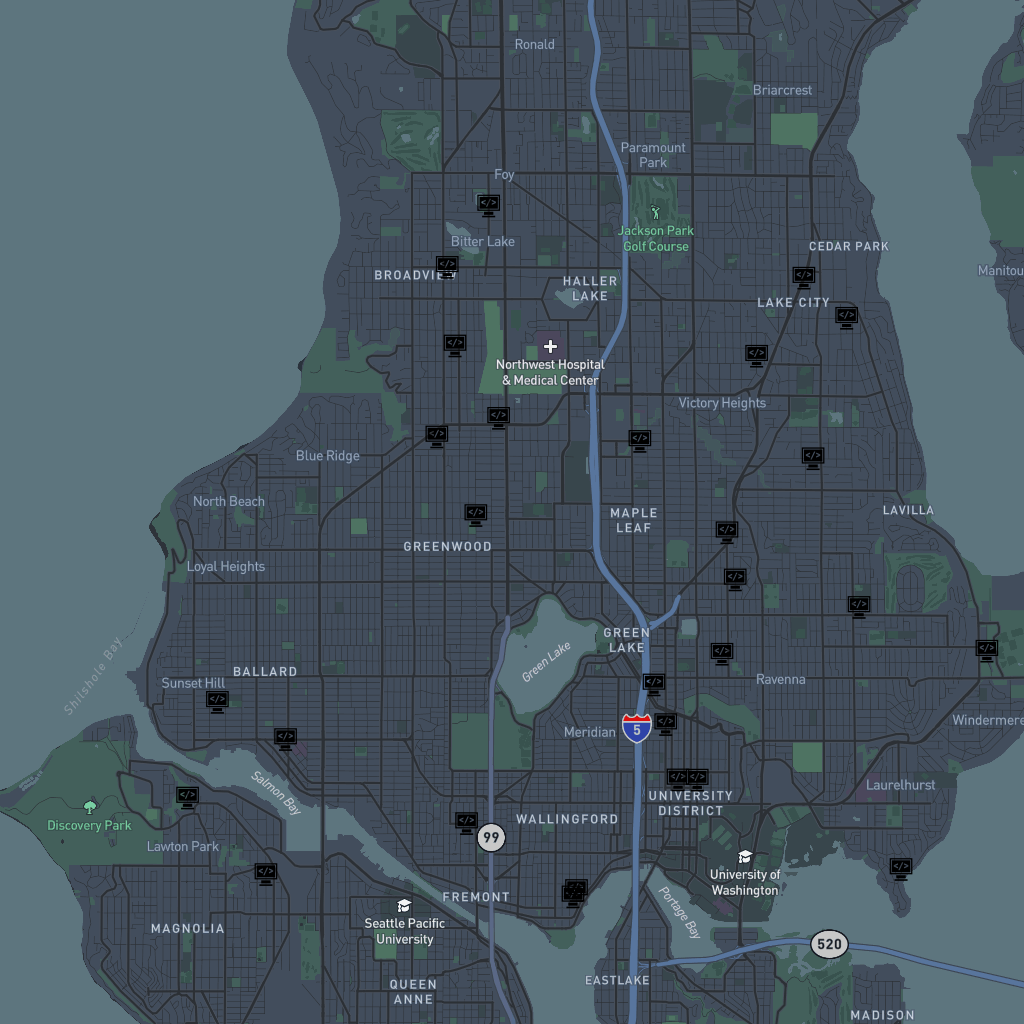 Ronald
Briarcrest
Paramount
Park
Foy
Jackson Park
Golf Course
Bitter Lake
CEDAR PARK
BROADVIEW
HALLER
LAKE
Manitou
LAKE CITY
Northwest Hospital
& Medical Center
Victory Heights
Blue Ridge
North Beach
MAPLE
LEAF
LAVILLA
GREENWOOD
Loyal Heights
GREEN
LAKE
Green Lake
Shilshole Bay
BALLARD
Sunset Hill
Ravenna
Windermere
Meridian
5
Salmon Bay
Laurelhurst
UNIVERSITY
DISTRICT
Discovery Park
WALLINGFORD
99
Lawton Park
University of
Washington
FREMONT
Portage Bay
Seattle Pacific
University
MAGNOLIA
520
EASTLAKE
QUEEN
ANNE
MADISON